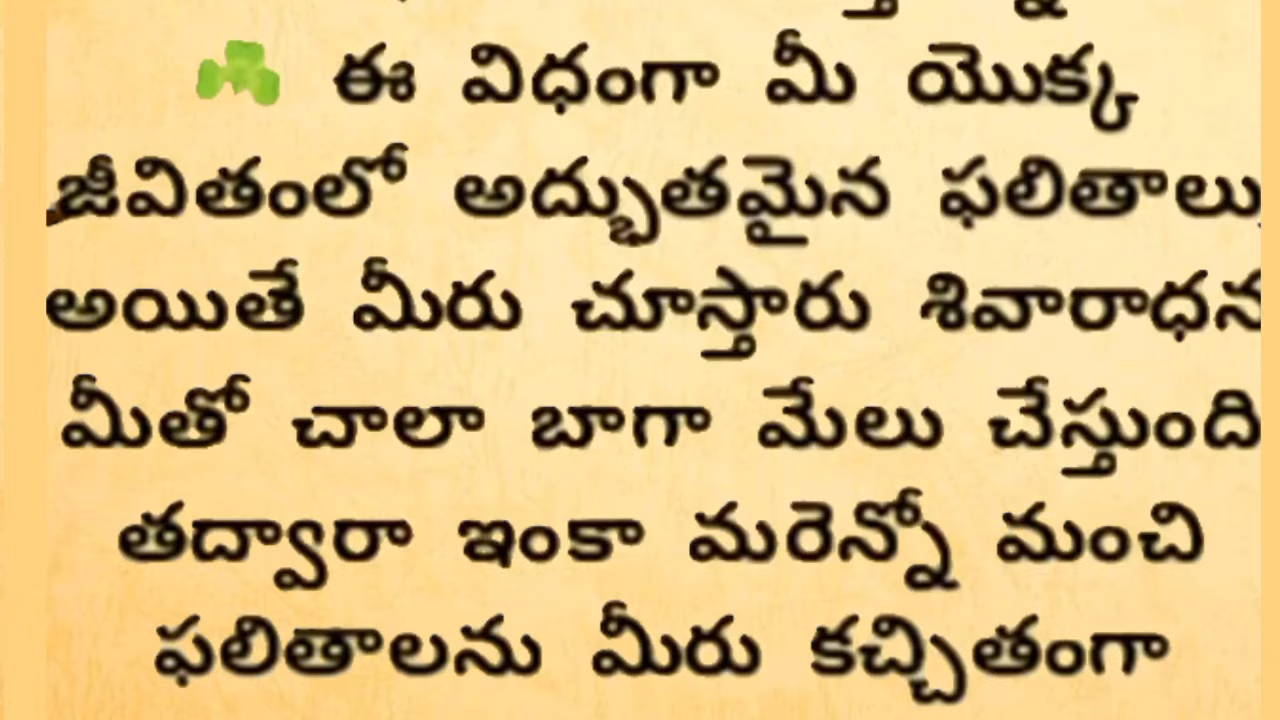 ☘️ ఈ విధంగా మీ యొక్క
జీవితంలో అద్భుతమైన ఫలితాలు
అయితే మీరు చూస్తారు శివారాధన
మీతో చాలా బాగా మేలు చేస్తుంది
తద్వారా ఇంకా మరెన్నో మంచి
ఫలితాలను మీరు కచ్చితంగా